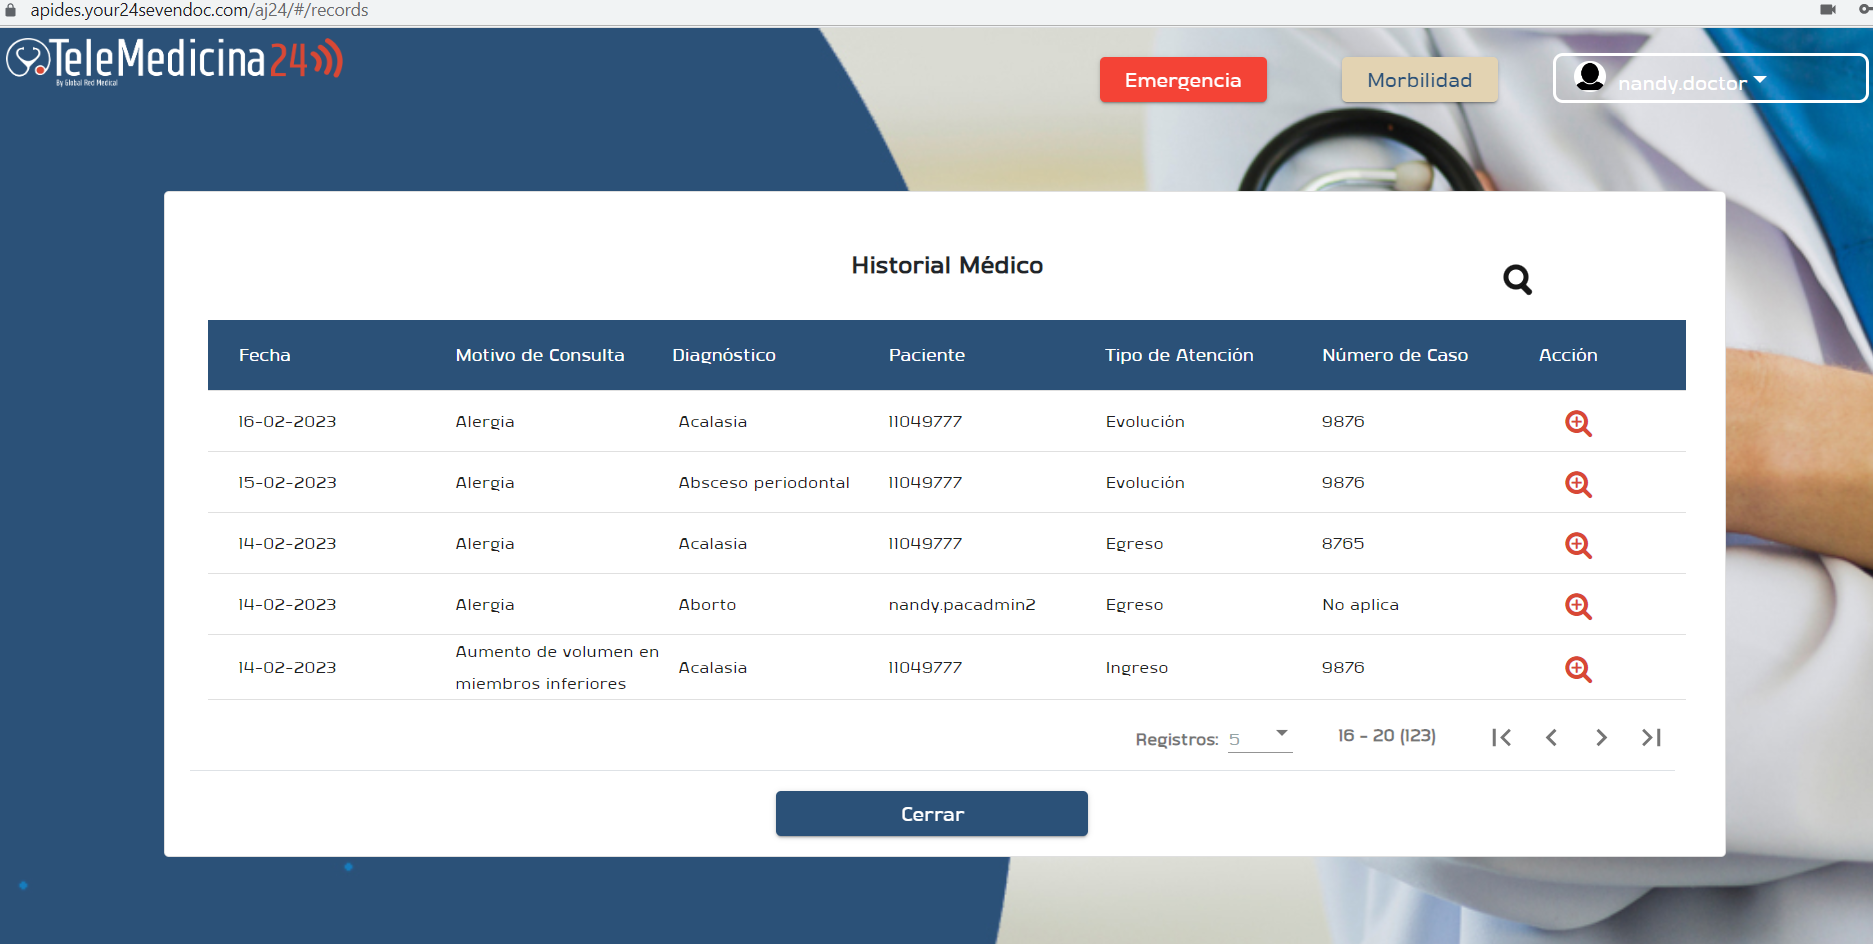 apides.your24sevendoc.com/aj24/#/records
TeleMedicina24
By Global Red Medical
Emergencia
Morbilidad
nandy.doctor
Historial Médico
Fecha Motivo de Consulta Diagnóstico Paciente Tipo de Atención Número de Caso Acción
16-02-2023 Alergia Acalasia 11049777 Evolución 9876
15-02-2023 Alergia Absceso periodontal 11049777 Evolución 9876
14-02-2023 Alergia Acalasia 11049777 Egreso 8765
14-02-2023 Alergia Aborto nandy.pacadmin2 Egreso No aplica
14-02-2023 Aumento de volumen en
miembros inferiores Acalasia 11049777 Ingreso 9876
Registros: 5 16 - 20 (123)
Cerrar